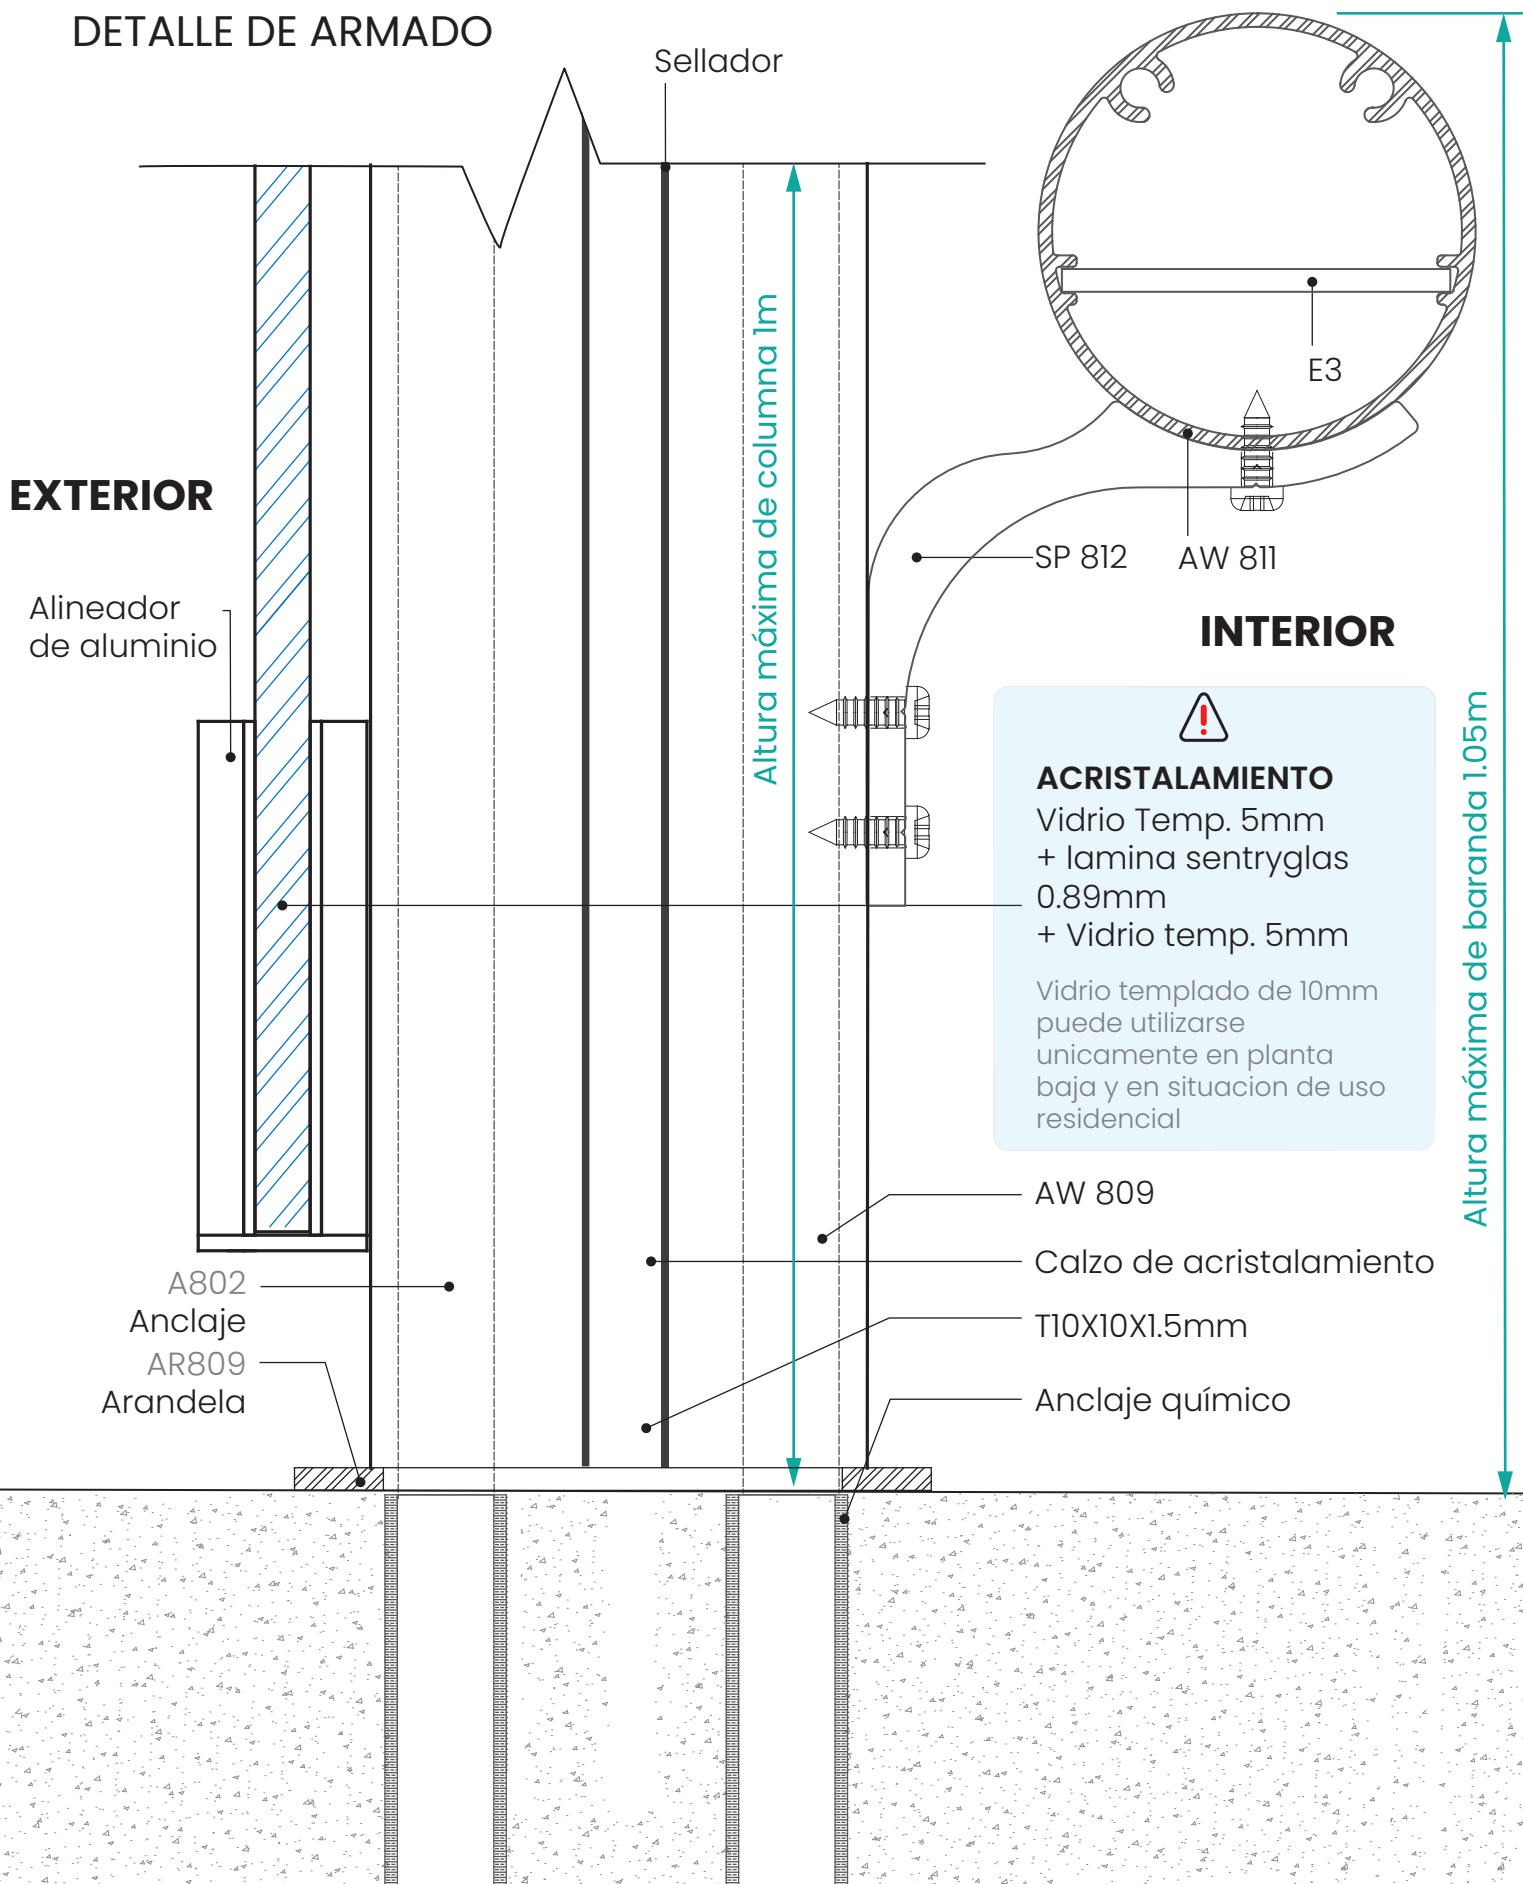 DETALLE DE ARMADO
Sellador
E3
EXTERIOR
Altura máxima de columna 1m
SP 812
AW 811
Alineador
de aluminio
INTERIOR
ACRISTALAMIENTO
Vidrio Temp. 5mm
+ lamina sentryglas
0.89mm
+ Vidrio temp. 5mm
Vidrio templado de 10mm
puede utilizarse
unicamente en planta
baja y en situacion de uso
residencial
Altura máxima de baranda 1.05m
AW 809
Calzo de acristalamiento
A802
Anclaje
T10X10X1.5mm
AR809
Arandela
Anclaje químico